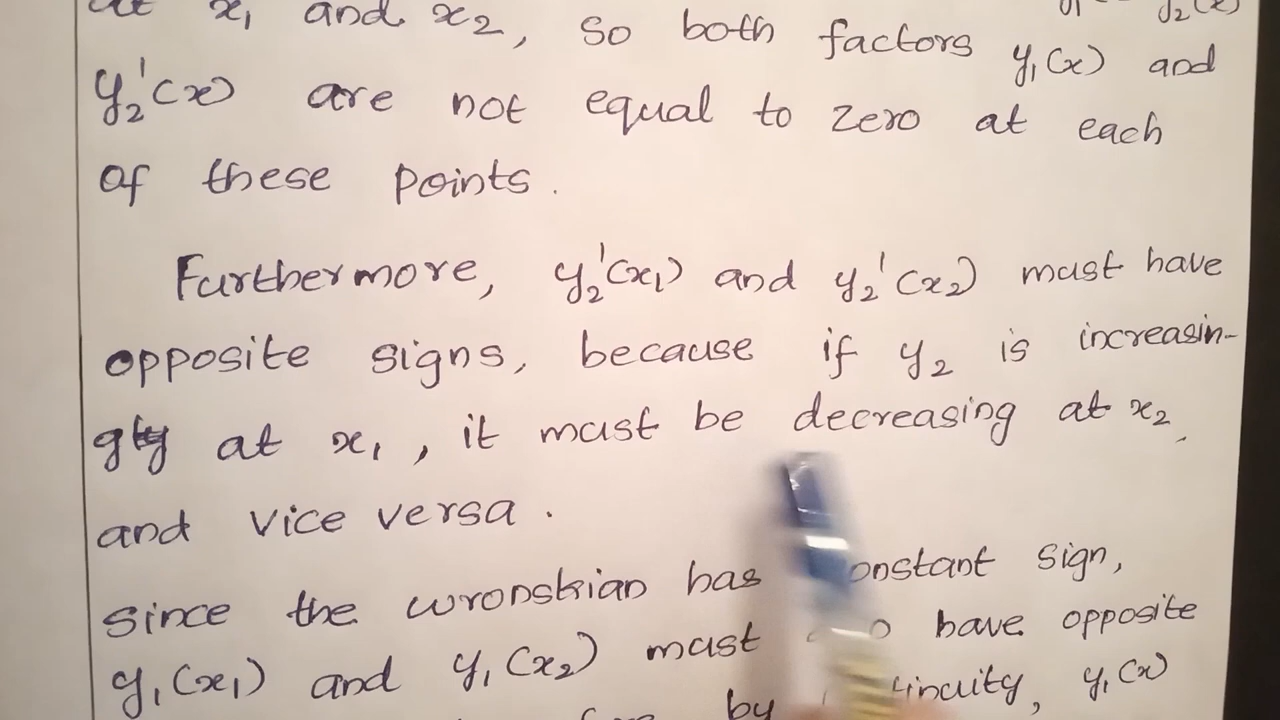 at x₁ and x₂, so both factors y₁(x) and
y₂'(x) are not equal to zero at each
of these points.
Furthermore, y₂'(x₁) and y₂'(x₂) must have
opposite signs, because if y₂ is increasin-
g at x₁, it must be decreasing at x₂,
and vice versa.
since the wronskian has constant sign,
y₁(x₁) and y₁(x₂) must have opposite
by y₁(x)